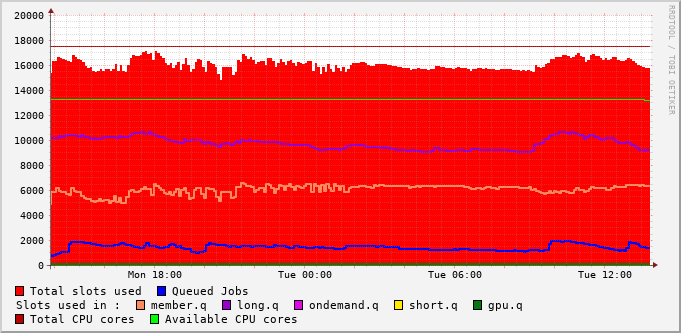 20000
18000
16000
14000
12000
10000
8000
6000
4000
2000
0
Mon 18:00 Tue 00:00 Tue 06:00 Tue 12:00
RRDTOOL / TOBI OETIKER
Total slots used Queued Jobs
Slots used in : member.q long.q ondemand.q short.q gpu.q
Total CPU cores Available CPU cores